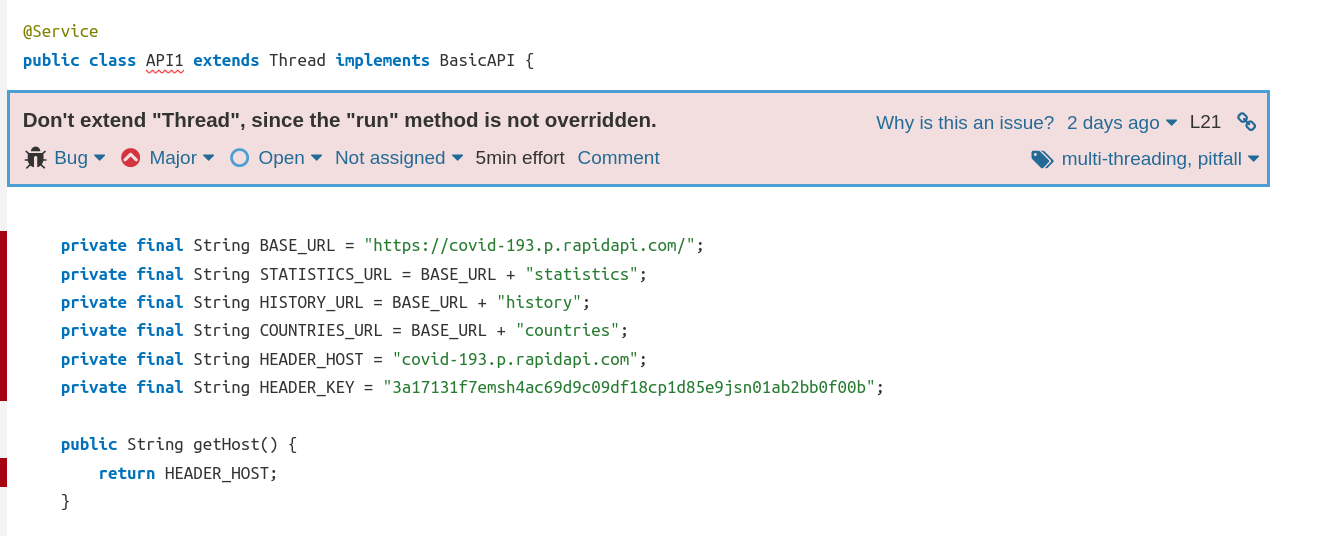 @Service
public class API1 extends Thread implements BasicAPI {
Don't extend "Thread", since the "run" method is not overridden. Why is this an issue? 2 days ago L21
Bug Major Open Not assigned 5min effort Comment multi-threading, pitfall
private final String BASE_URL = "https://covid-193.p.rapidapi.com/";
private final String STATISTICS_URL = BASE_URL + "statistics";
private final String HISTORY_URL = BASE_URL + "history";
private final String COUNTRIES_URL = BASE_URL + "countries";
private final String HEADER_HOST = "covid-193.p.rapidapi.com";
private final String HEADER_KEY = "3a17131f7emsh4ac69d9c09df18cp1d85e9jsn01ab2bb0f00b";
public String getHost() {
return HEADER_HOST;
}